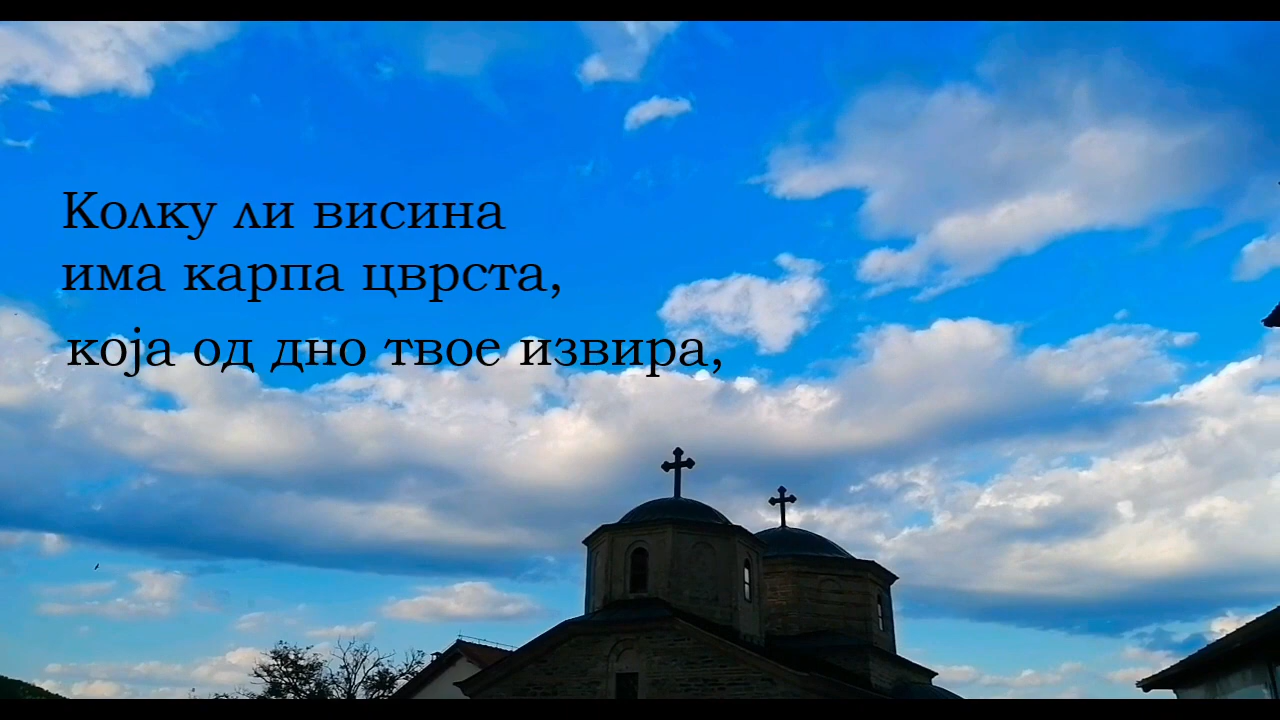 Колку ли висина
има карпа цврста,
која од дно твое извира,